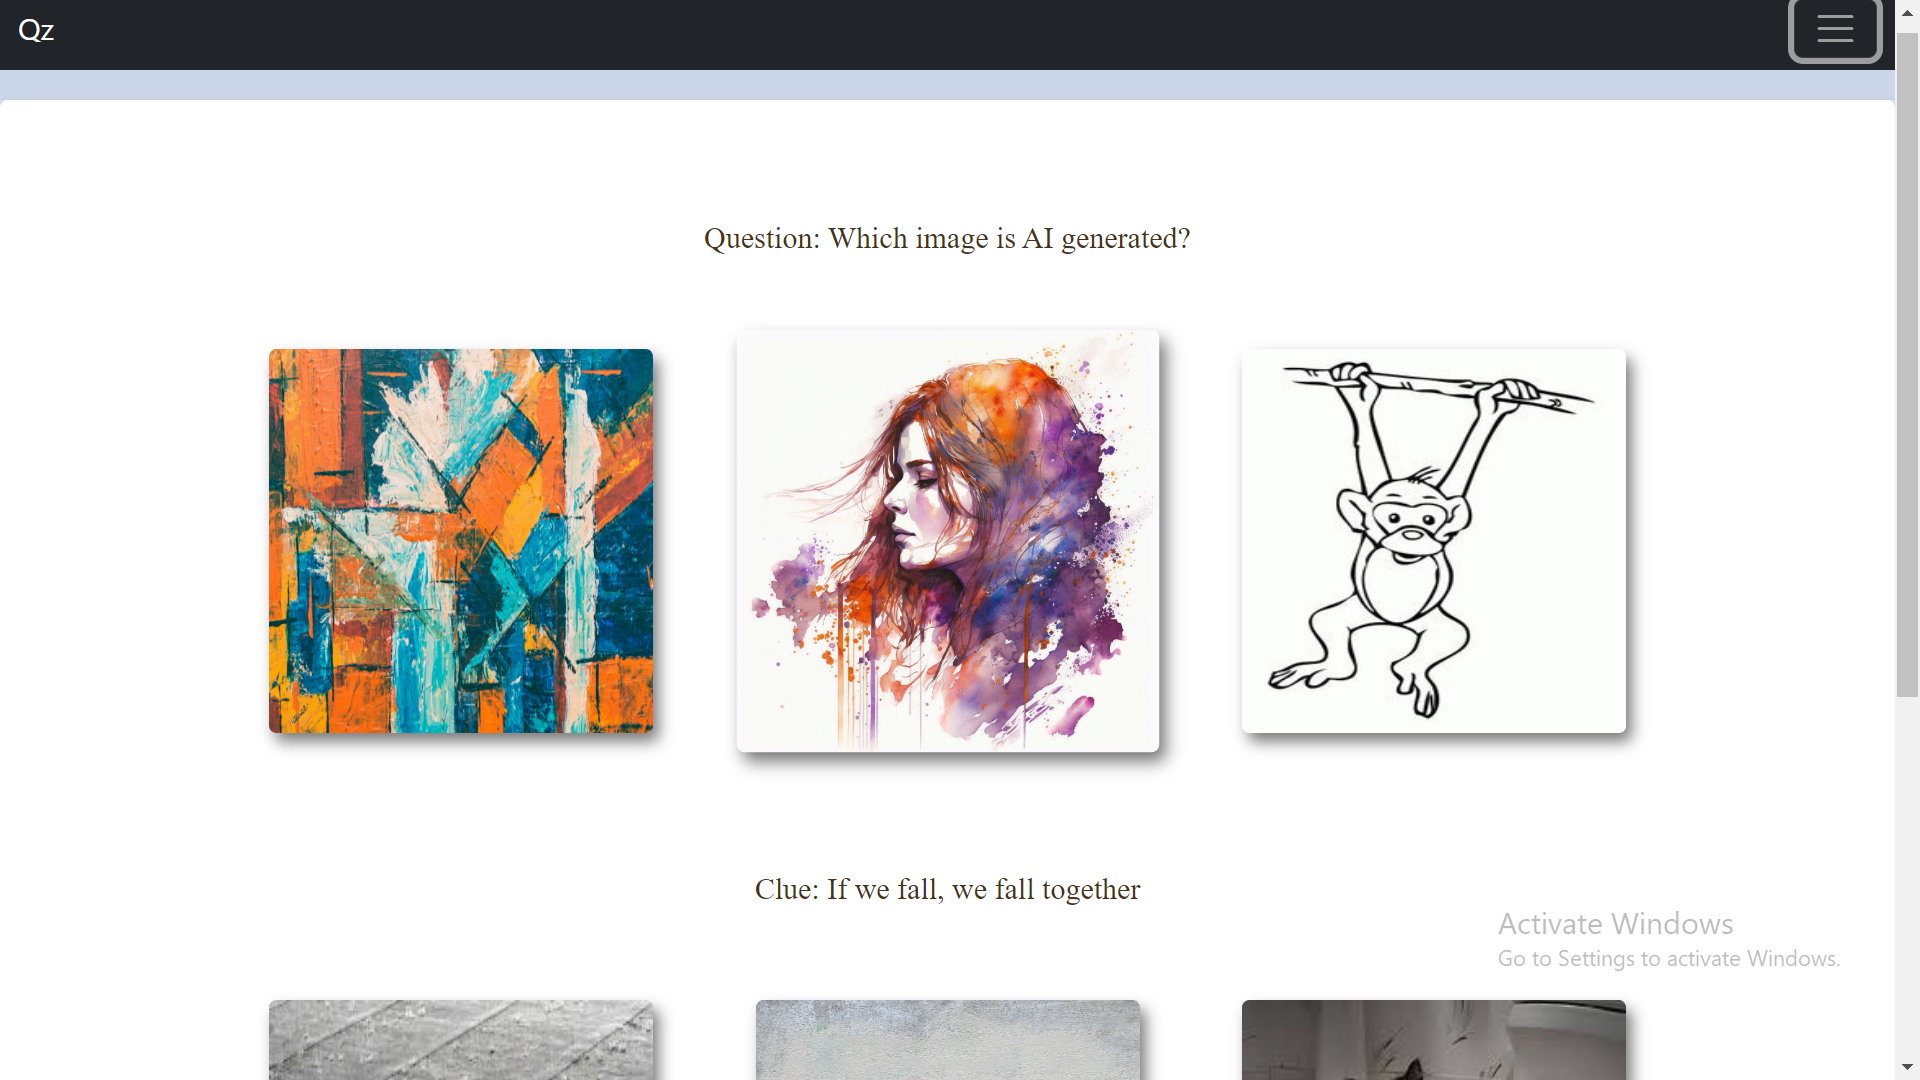 Qz
Question: Which image is AI generated?
Clue: If we fall, we fall together
Activate Windows
Go to Settings to activate Windows.